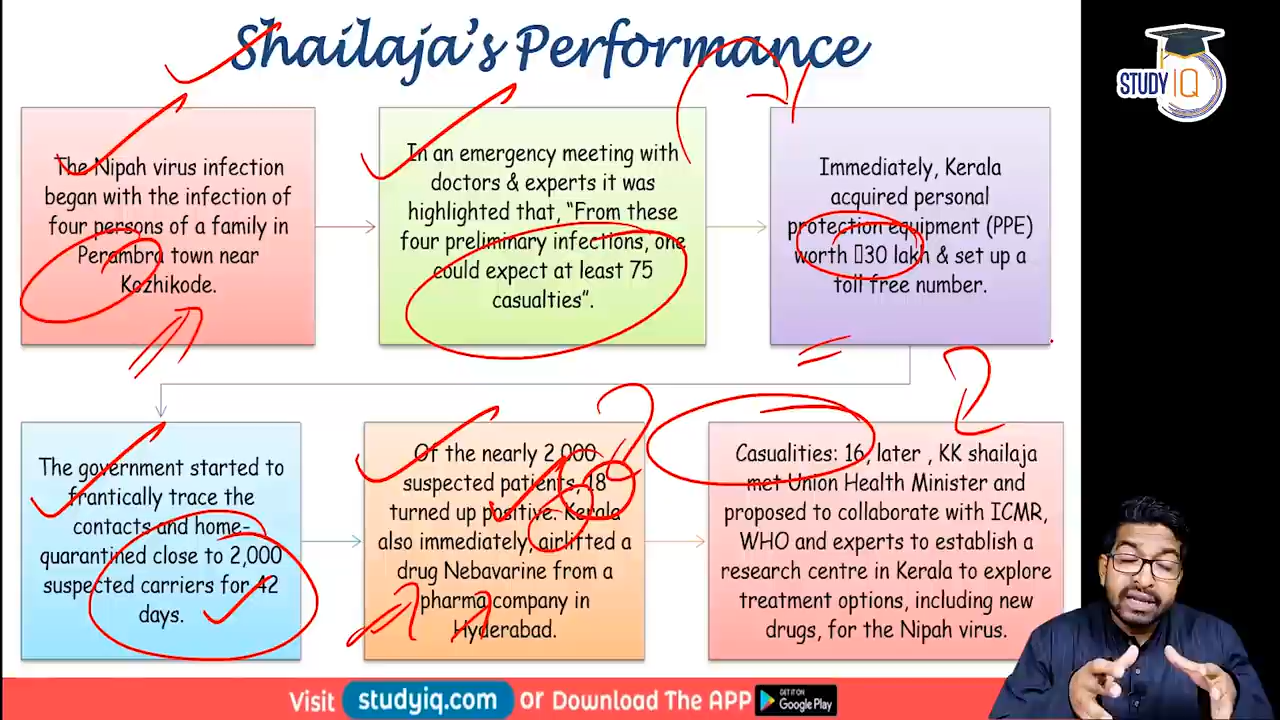 Shailaja's Performance
STUDY IQ
The Nipah virus infection
began with the infection of
four persons of a family in
Perambra town near
Kozhikode.
In an emergency meeting with
doctors & experts it was
highlighted that, "From these
four preliminary infections, one
could expect at least 75
casualties".
Immediately, Kerala
acquired personal
protection equipment (PPE)
worth 30 lakh & set up a
toll free number.
The government started to
frantically trace the
contacts and home-
quarantined close to 2,000
suspected carriers for 42
days.
Of the nearly 2,000
suspected patients, 18
turned up positive. Kerala
also immediately, airlifted a
drug Nebavarine from a
pharma company in
Hyderabad.
2
Casualities: 16, later , KK shailaja
met Union Health Minister and
proposed to collaborate with ICMR,
WHO and experts to establish a
research centre in Kerala to explore
treatment options, including new
drugs, for the Nipah virus.
Visit studyiq.com or Download The APP GET IT ON Google Play